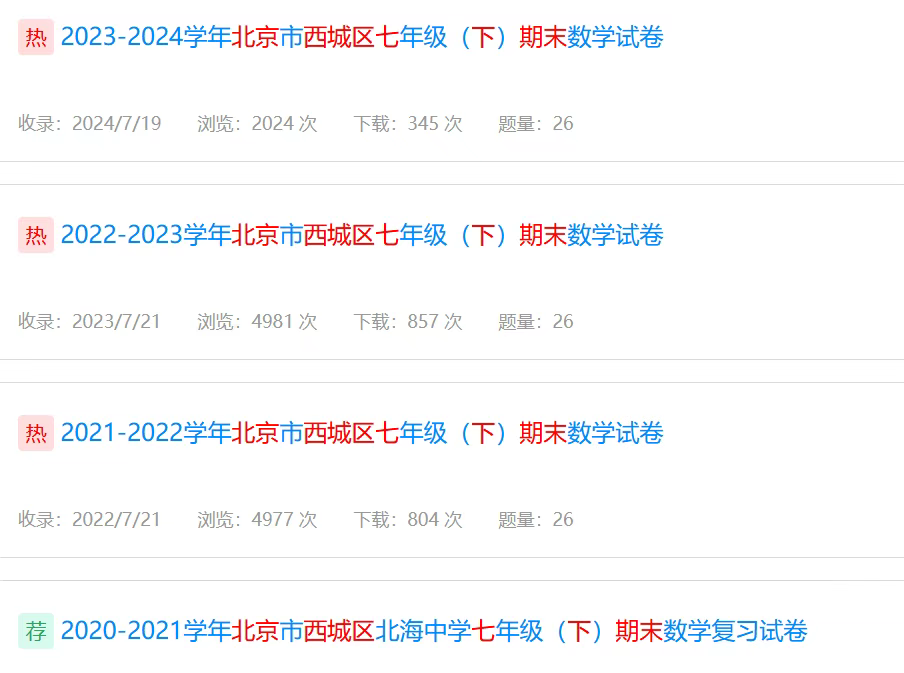 热 2023-2024学年北京市西城区七年级（下）期末数学试卷
收录：2024/7/19 浏览：2024 次 下载：345 次 题量：26
热 2022-2023学年北京市西城区七年级（下）期末数学试卷
收录：2023/7/21 浏览：4981 次 下载：857 次 题量：26
热 2021-2022学年北京市西城区七年级（下）期末数学试卷
收录：2022/7/21 浏览：4977 次 下载：804 次 题量：26
荐 2020-2021学年北京市西城区北海中学七年级（下）期末数学复习试卷